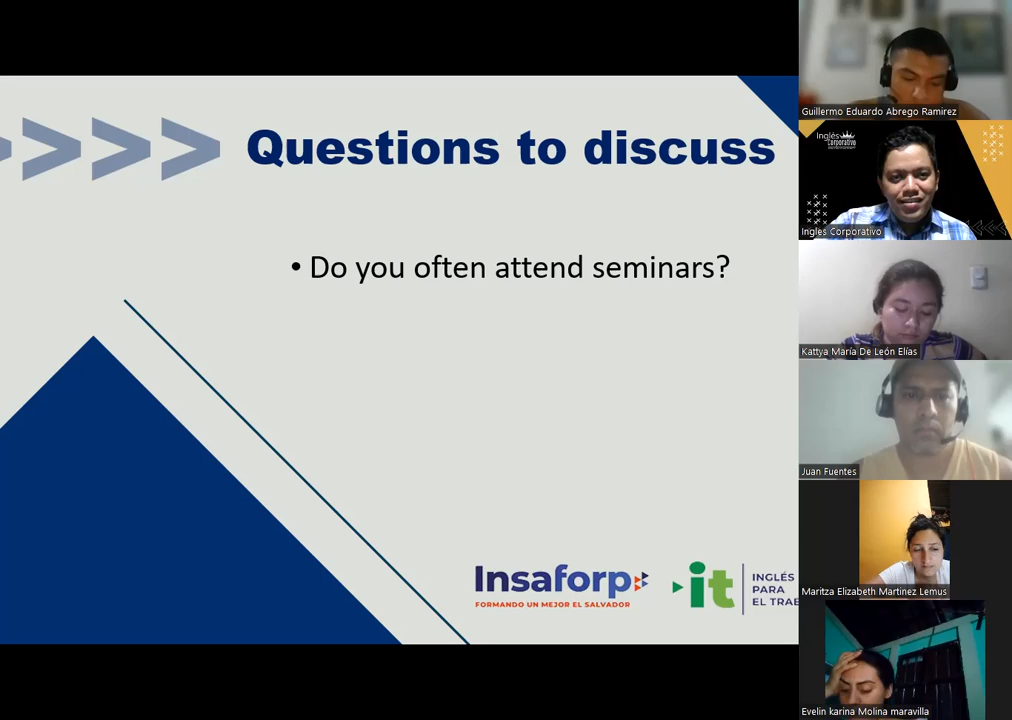 Questions to discuss
• Do you often attend seminars?
Insaforp
FORMANDO UN MEJOR EL SALVADOR
it
INGLÉS
PARA
EL TRAB
Guillermo Eduardo Abrego Ramirez
Inglés
Corporativo
Ingles Corporativo
Kattya María De León Elías
Juan Fuentes
Maritza Elizabeth Martinez Lemus
Evelin karina Molina maravilla